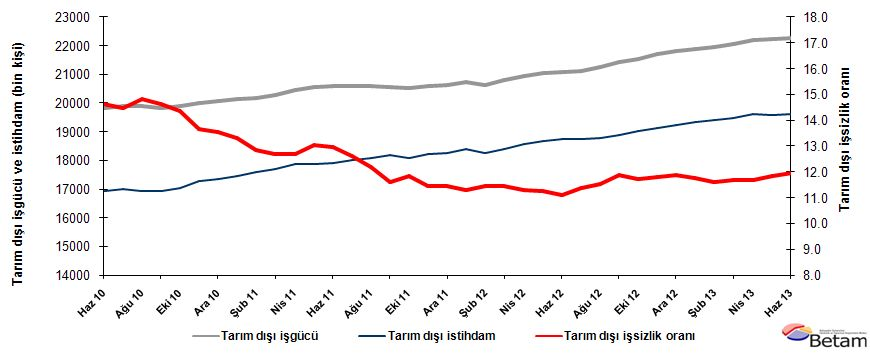 Tarım dışı işgücü ve istihdam (bin kişi)
23000
22000
21000
20000
19000
18000
17000
16000
15000
14000
18.0
17.0
16.0
15.0
14.0
13.0
12.0
11.0
10.0
9.0
8.0
Tarım dışı işsizlik oranı
Haz 10
Ağu 10
Eki 10
Ara 10
Şub 11
Nis 11
Haz 11
Ağu 11
Eki 11
Ara 11
Şub 12
Nis 12
Haz 12
Ağu 12
Eki 12
Ara 12
Şub 13
Nis 13
Haz 13
Tarım dışı işgücü
Tarım dışı istihdam
Tarım dışı işsizlik oranı
Betam